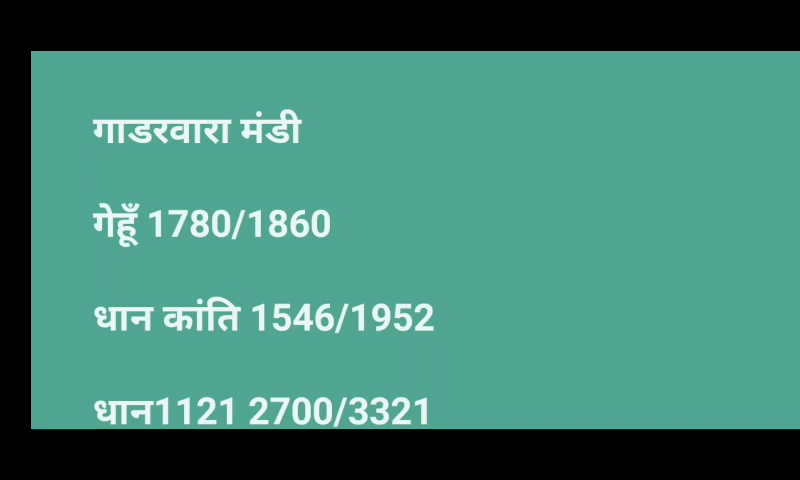 गाडरवारा मंडी
गेहूँ 1780/1860
धान कांति 1546/1952
धान1121 2700/3321